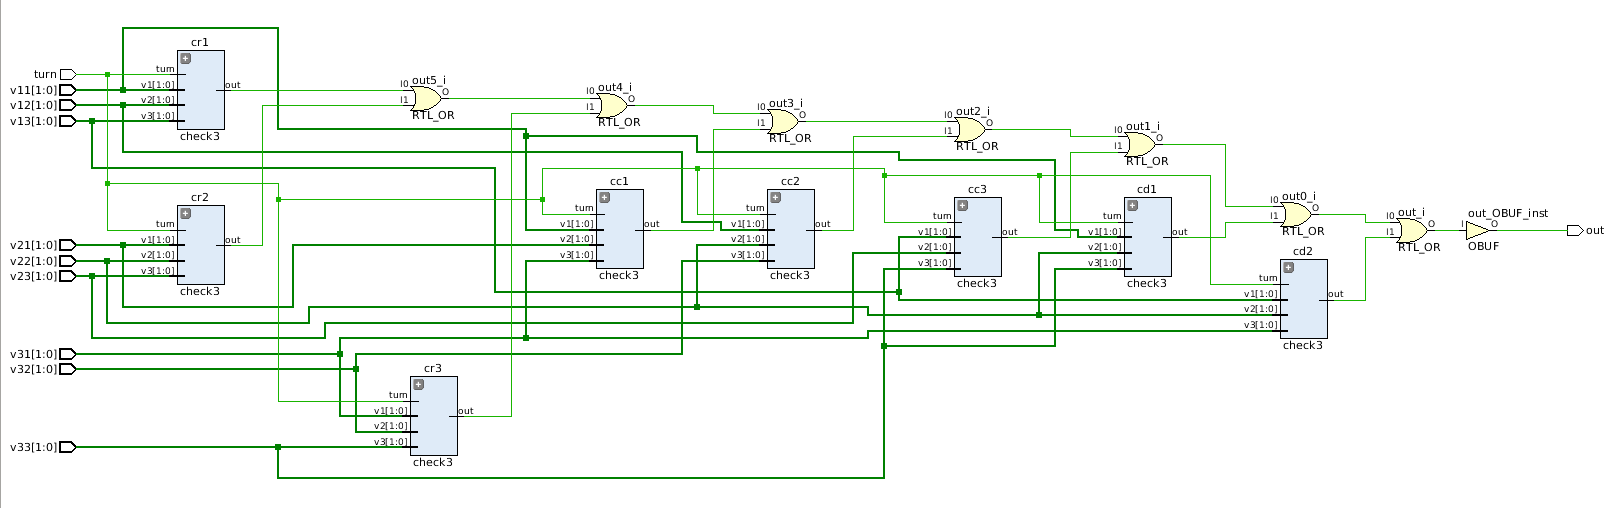 turn
v11[1:0]
v12[1:0]
v13[1:0]
cr1
turn
v1[1:0]
v2[1:0]
v3[1:0]
out
check3
I0
I1
out5_i
O
RTL_OR
I0
I1
out4_i
O
RTL_OR
I0
I1
out3_i
O
RTL_OR
I0
I1
out2_i
O
RTL_OR
I0
I1
out1_i
O
RTL_OR
v21[1:0]
v22[1:0]
v23[1:0]
cr2
turn
v1[1:0]
v2[1:0]
v3[1:0]
out
check3
cc1
turn
v1[1:0]
v2[1:0]
v3[1:0]
out
check3
cc2
turn
v1[1:0]
v2[1:0]
v3[1:0]
out
check3
cc3
turn
v1[1:0]
v2[1:0]
v3[1:0]
out
check3
cd1
turn
v1[1:0]
v2[1:0]
v3[1:0]
out
check3
I0
I1
out0_i
O
RTL_OR
I0
I1
out_i
O
RTL_OR
out_OBUF_inst
I
O
OBUF
out
cd2
turn
v1[1:0]
v2[1:0]
v3[1:0]
out
check3
v31[1:0]
v32[1:0]
v33[1:0]
cr3
turn
v1[1:0]
v2[1:0]
v3[1:0]
out
check3